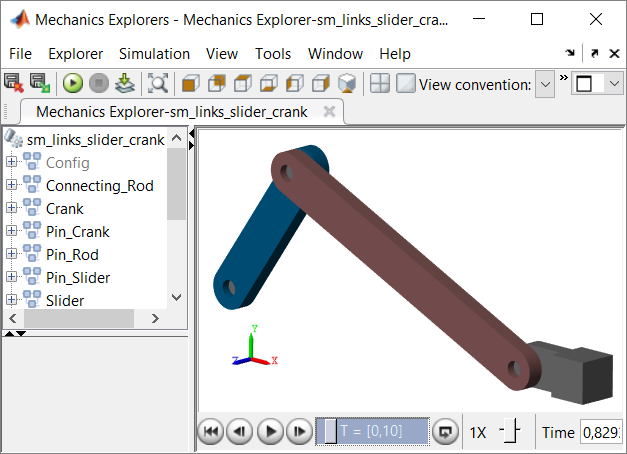 Mechanics Explorers - Mechanics Explorer-sm_links_slider_cra...
File Explorer Simulation View Tools Window Help
View convention:
Mechanics Explorer-sm_links_slider_crank
sm_links_slider_crank
Config
Connecting_Rod
Crank
Pin_Crank
Pin_Rod
Pin_Slider
Slider
Y
Z X
T = [0,10]
1X Time 0,829